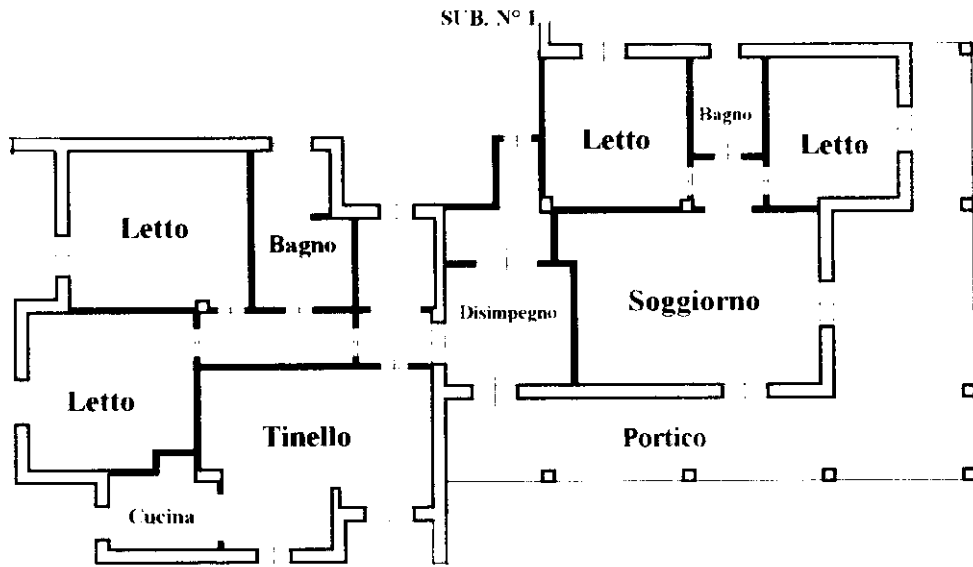 SUB. N° 1
Letto
Bagno
Letto
Letto
Bagno
Disimpegno
Soggiorno
Letto
Tinello
Portico
Cucina